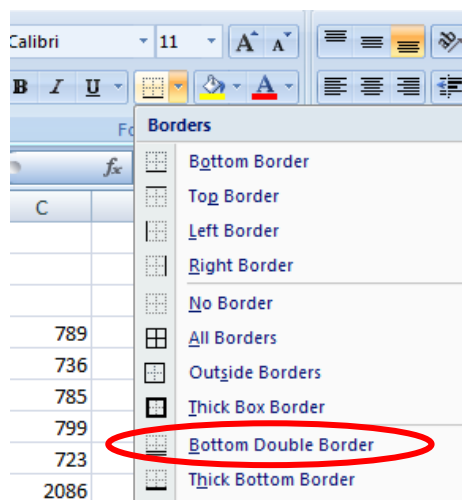 Calibri 11 A A
B I U A
Fo
Borders
fx
C
Bottom Border
Top Border
Left Border
Right Border
No Border
All Borders
Outside Borders
Thick Box Border
Bottom Double Border
Thick Bottom Border
789
736
785
799
723
2086